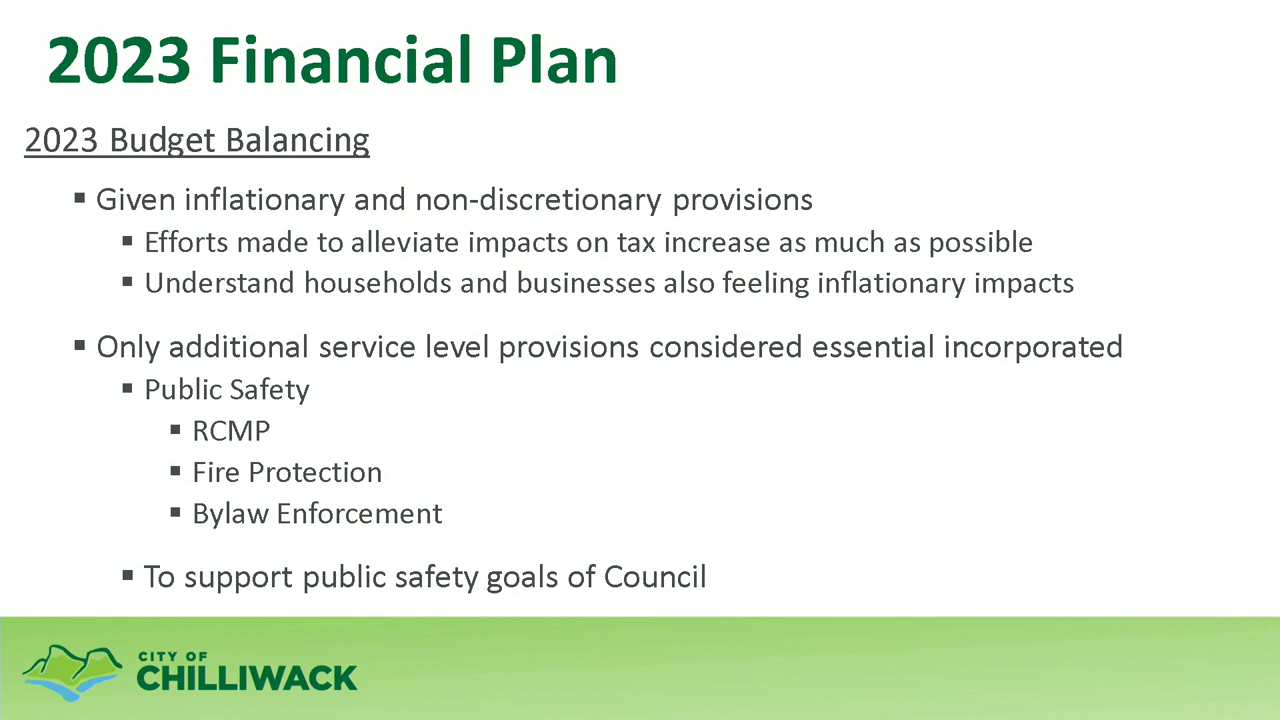 2023 Financial Plan
2023 Budget Balancing
▪ Given inflationary and non-discretionary provisions
▪ Efforts made to alleviate impacts on tax increase as much as possible
▪ Understand households and businesses also feeling inflationary impacts
▪ Only additional service level provisions considered essential incorporated
▪ Public Safety
▪ RCMP
▪ Fire Protection
▪ Bylaw Enforcement
▪ To support public safety goals of Council
CITY OF
CHILLIWACK